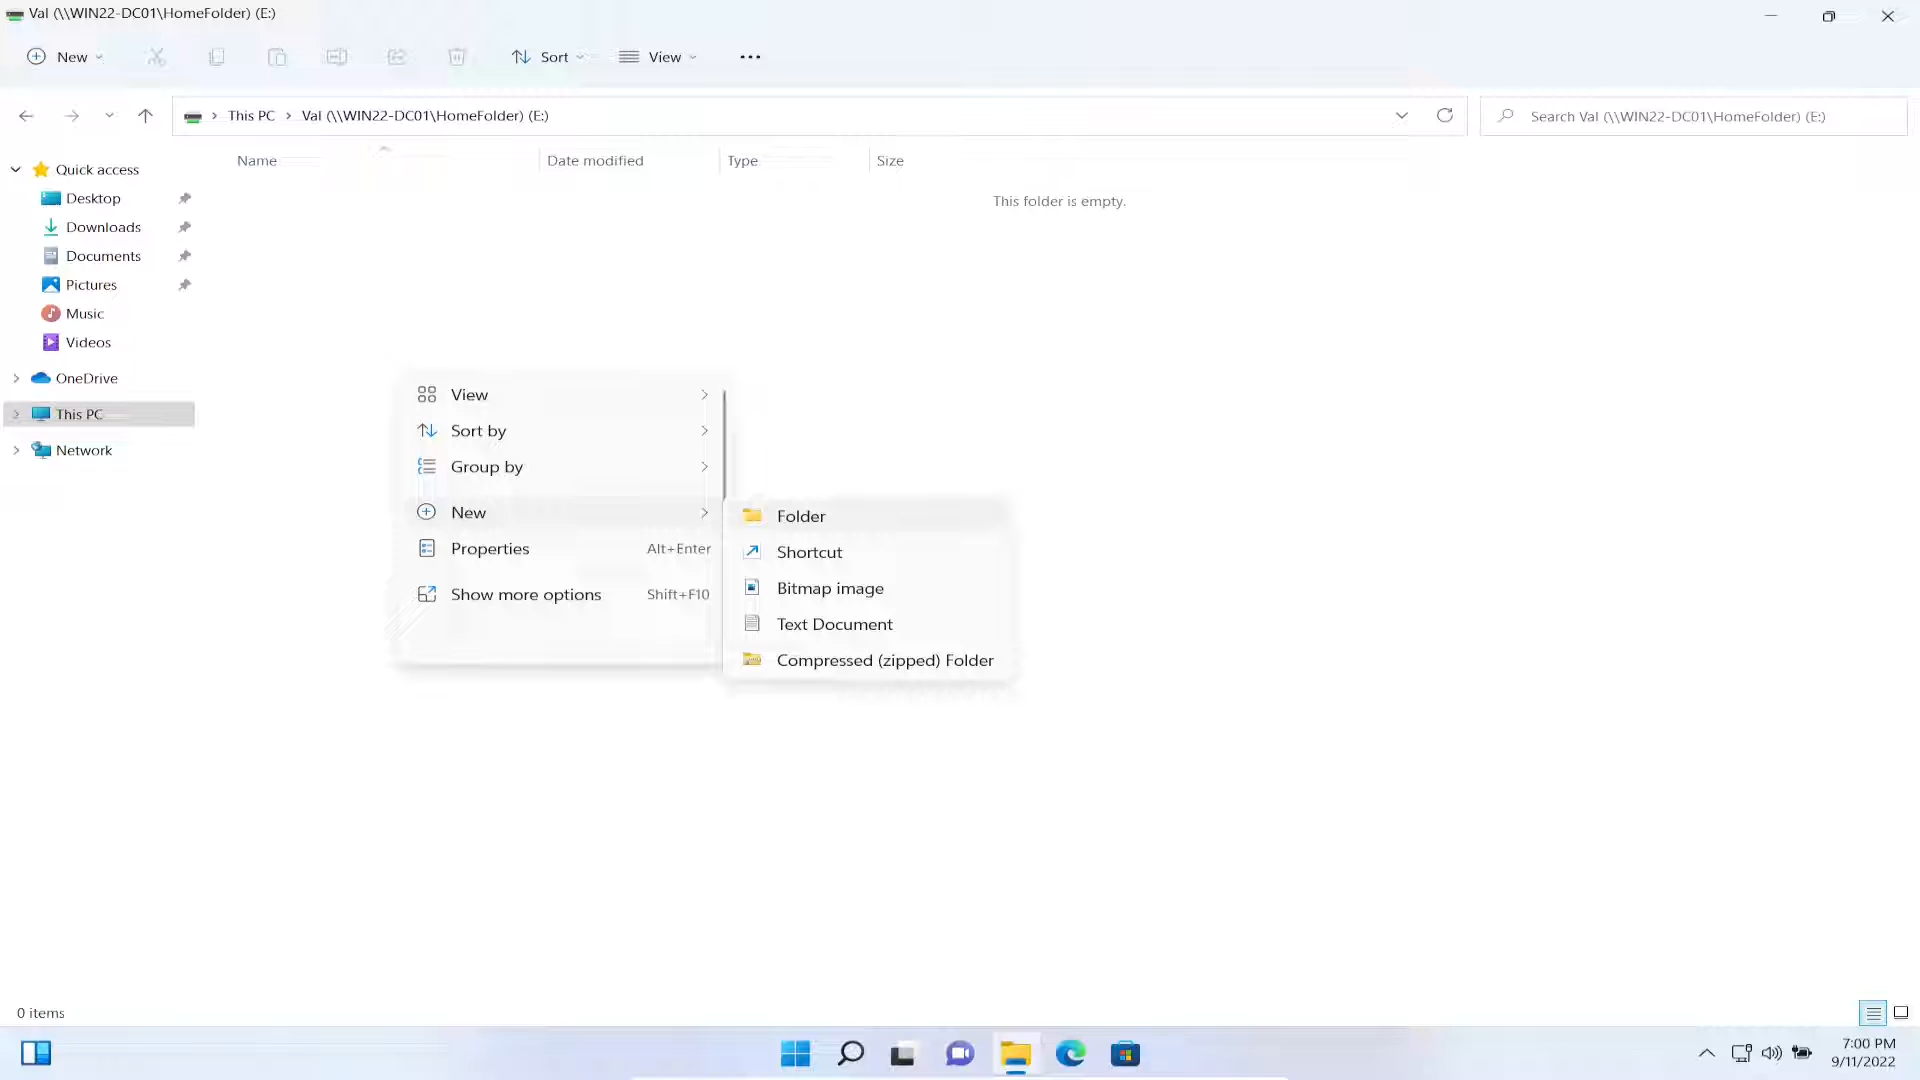 Val (\\WIN22-DC01\HomeFolder) (E:)
New
Sort
View
This PC
Val (\\WIN22-DC01\HomeFolder) (E:)
Search Val (\\WIN22-DC01\HomeFolder) (E:)
Name
Date modified
Type
Size
This folder is empty.
Quick access
Desktop
Downloads
Documents
Pictures
Music
Videos
OneDrive
This PC
Network
View
Sort by
Group by
New
Properties Alt+Enter
Show more options Shift+F10
Folder
Shortcut
Bitmap image
Text Document
Compressed (zipped) Folder
0 items
7:00 PM
9/11/2022